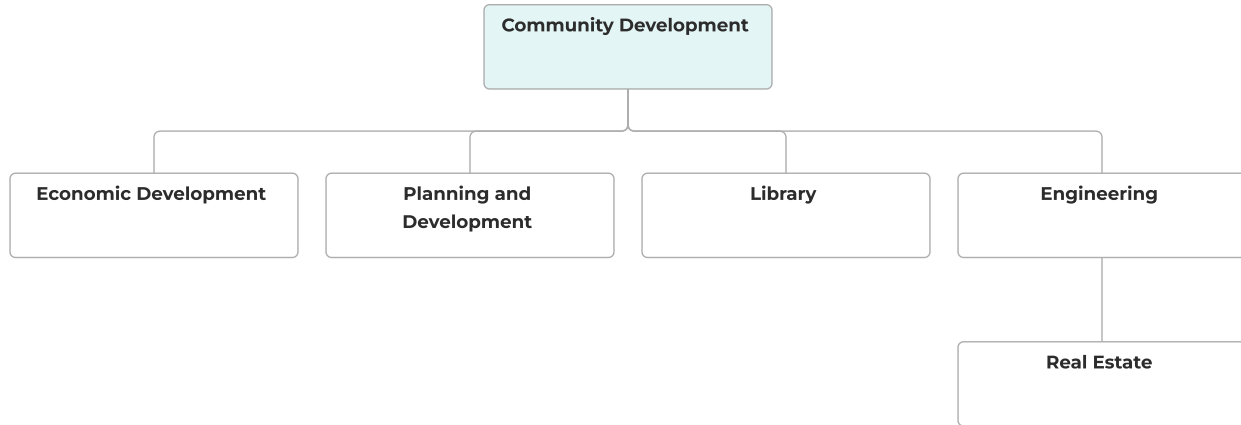 Community Development
Economic Development
Planning and
Development
Library
Engineering
Real Estate